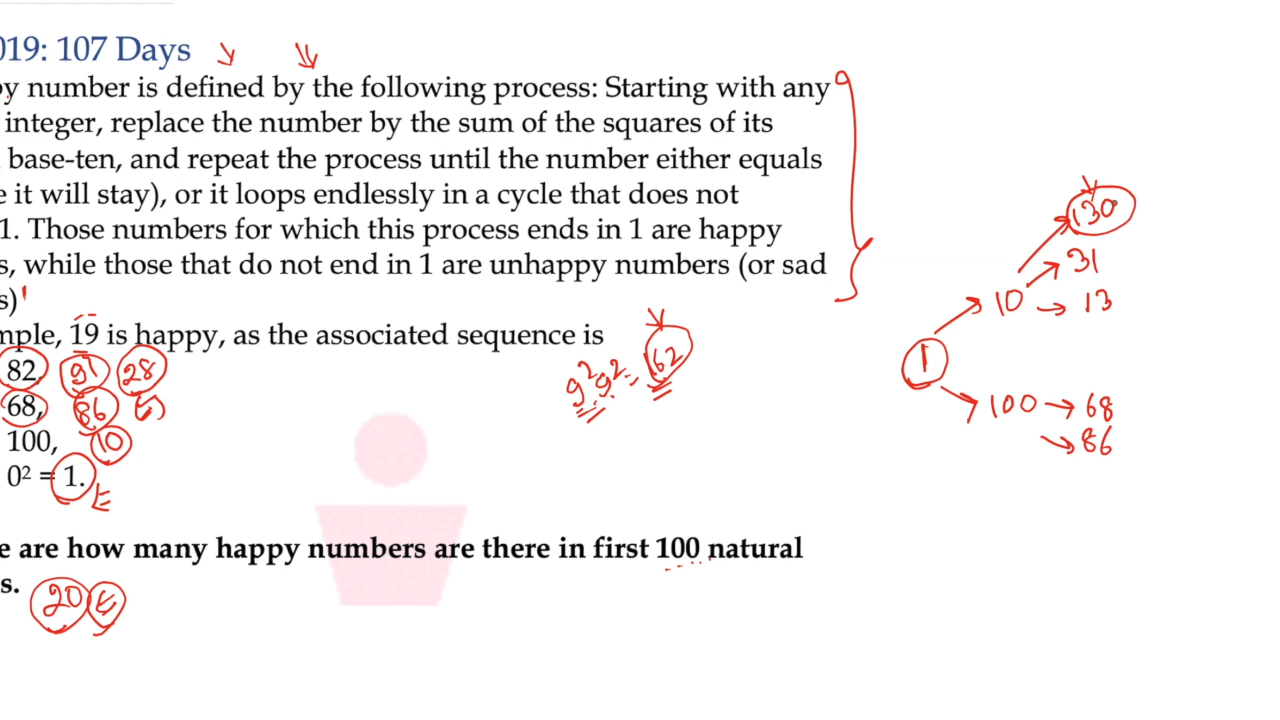 019: 107 Days
y number is defined by the following process: Starting with any
integer, replace the number by the sum of the squares of its
base-ten, and repeat the process until the number either equals
e it will stay), or it loops endlessly in a cycle that does not
1. Those numbers for which this process ends in 1 are happy
s, while those that do not end in 1 are unhappy numbers (or sad
s)
mple, 19 is happy, as the associated sequence is
82, 91 28
68, 86
100, 10
0² = 1.
9² 9² = 162
130
31
10 → 13
1
100 → 68
→ 86
e are how many happy numbers are there in first 100 natural
s. 20